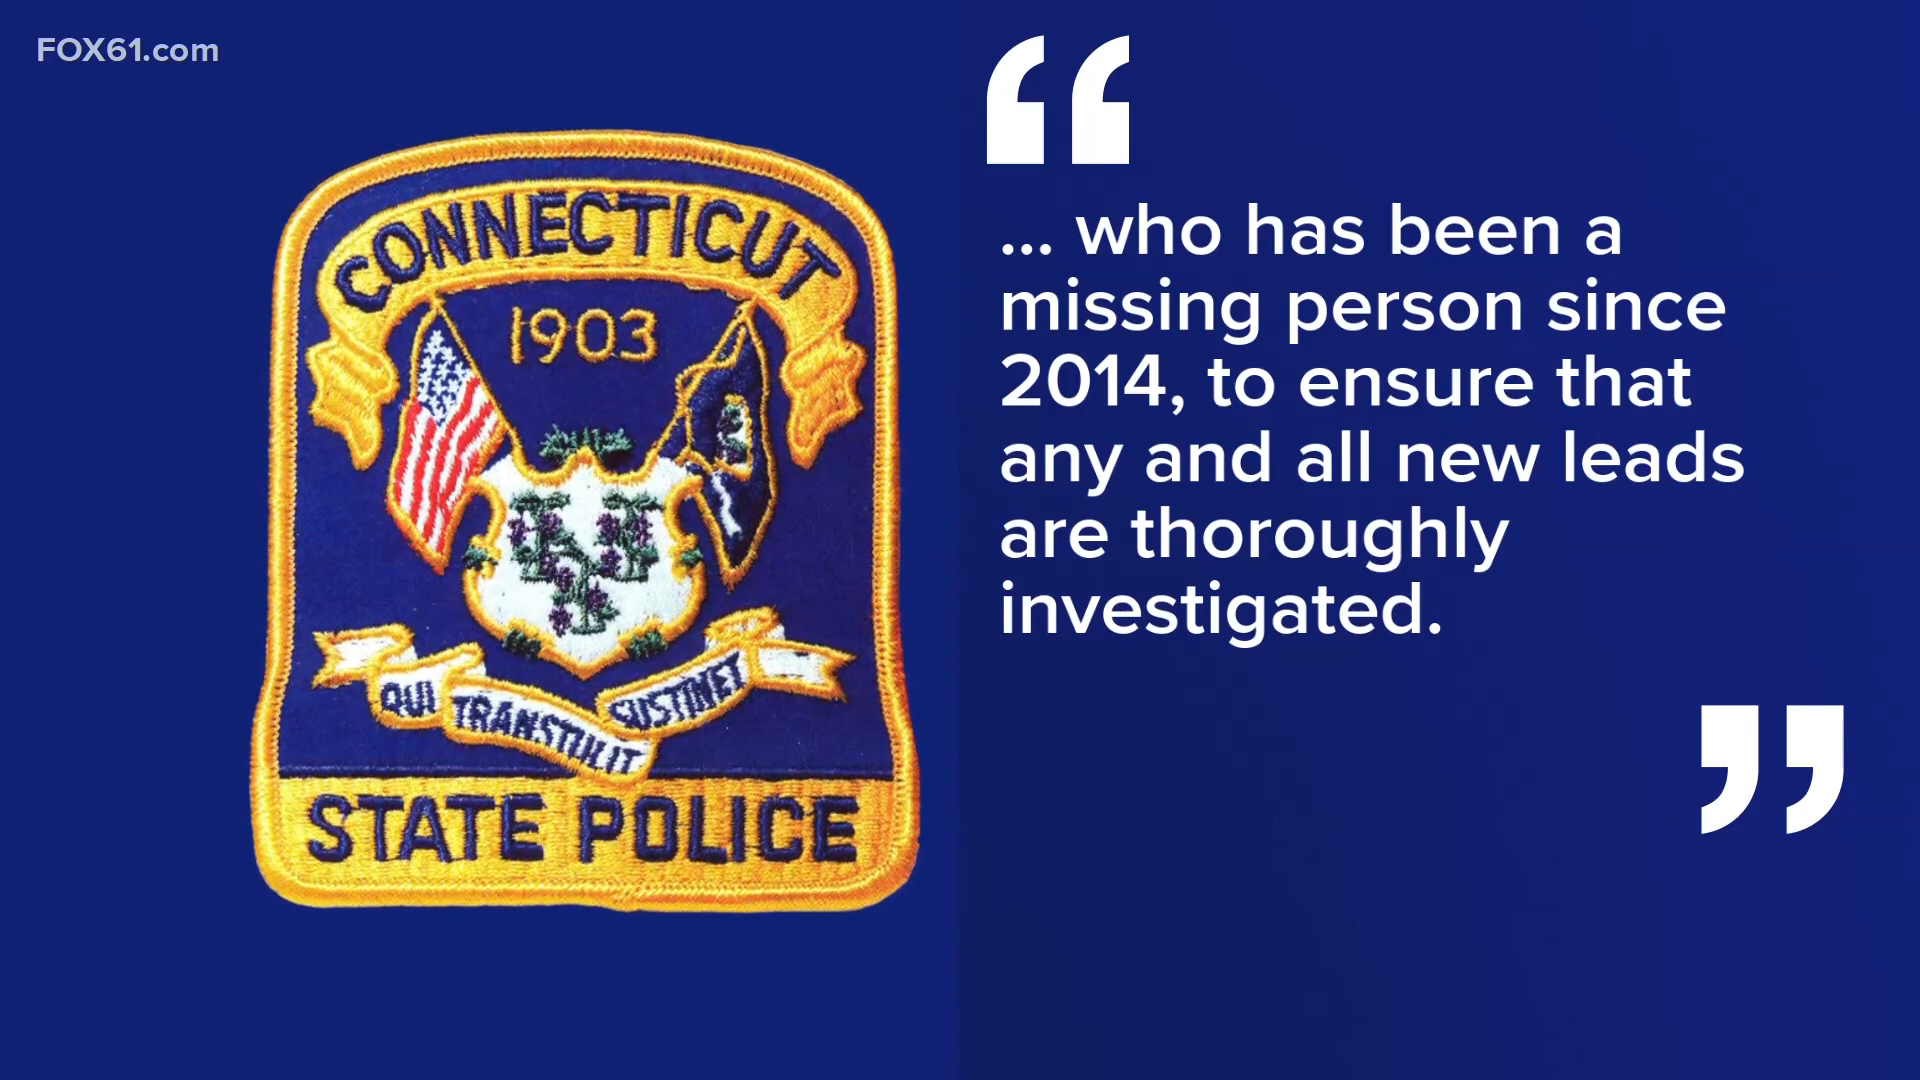 FOX61.com
CONNECTICUT
1903
QUI TRANSTULIT SUSTINET
STATE POLICE
“
... who has been a
missing person since
2014, to ensure that
any and all new leads
are thoroughly
investigated.
”